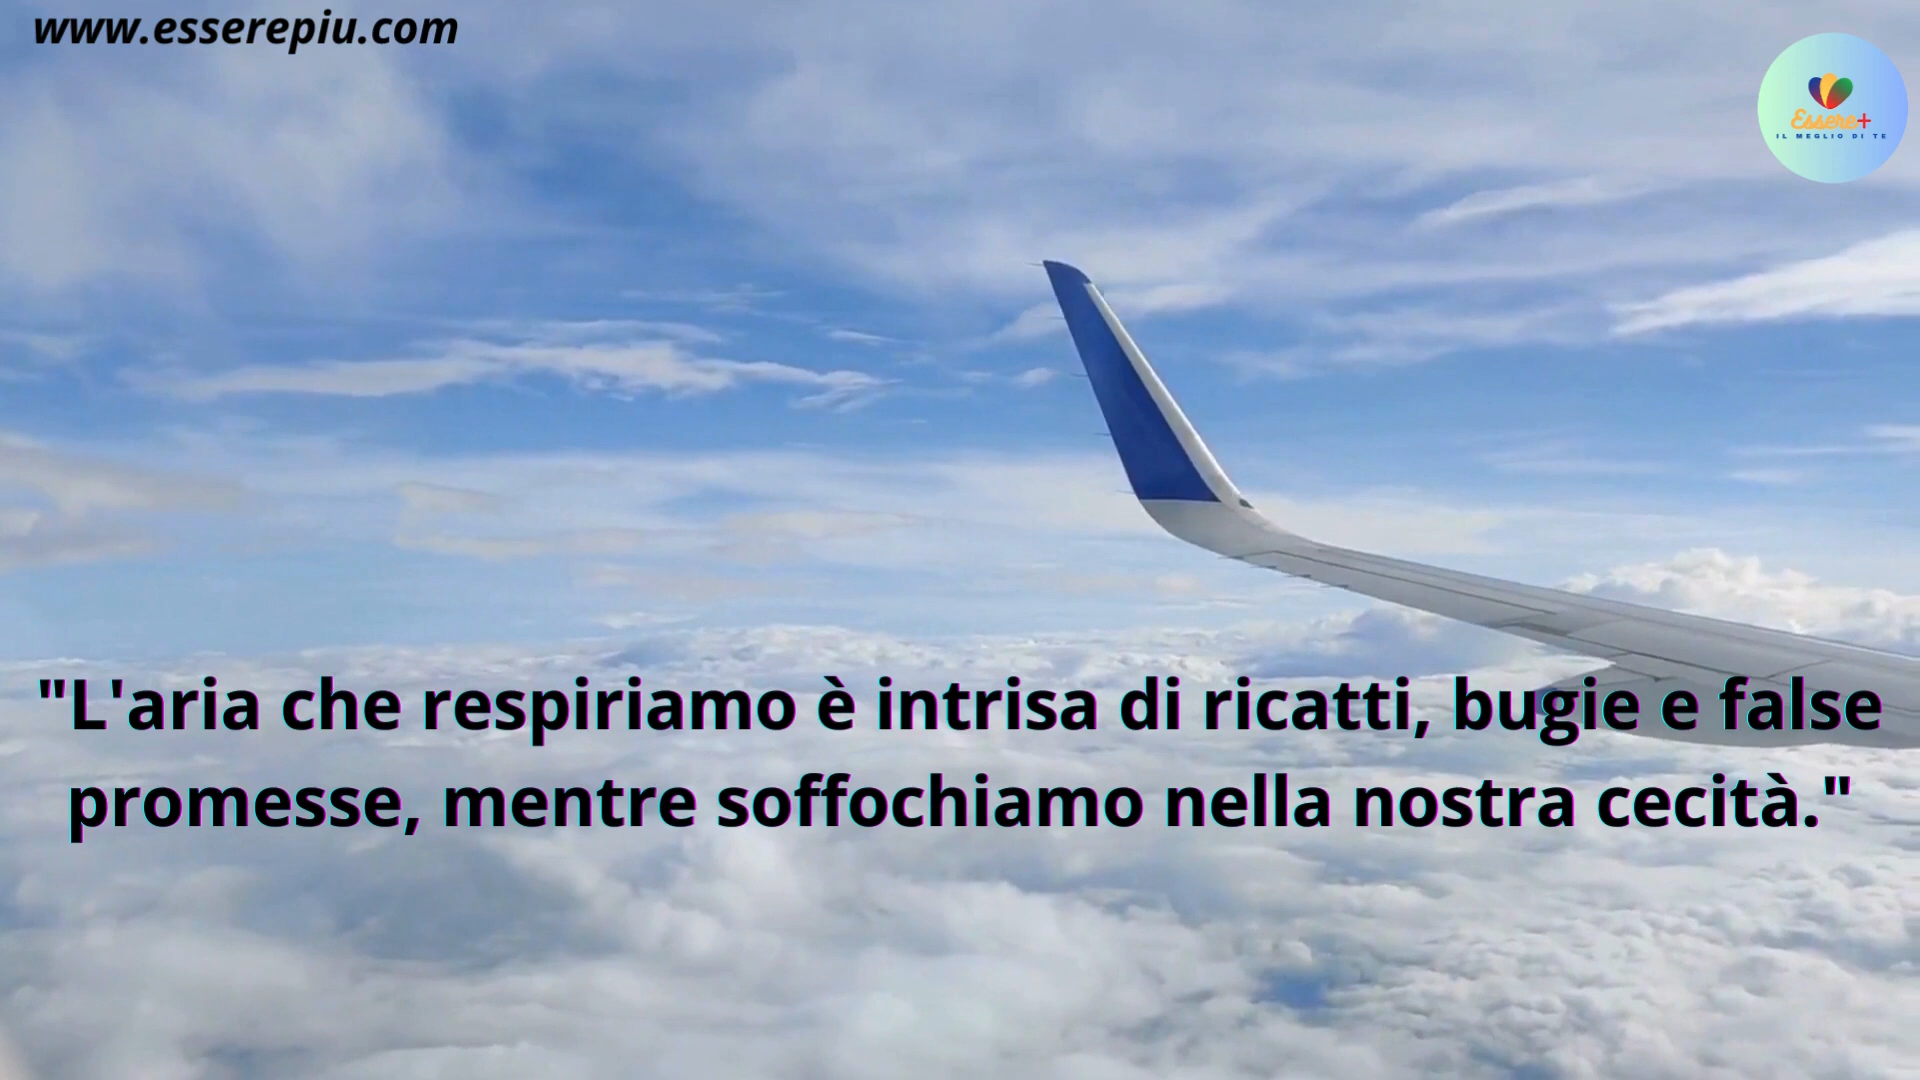 www.esserepiu.com
Essere+
IL MEGLIO DI TE
"L'aria che respiriamo è intrisa di ricatti, bugie e false
promesse, mentre soffochiamo nella nostra cecità."